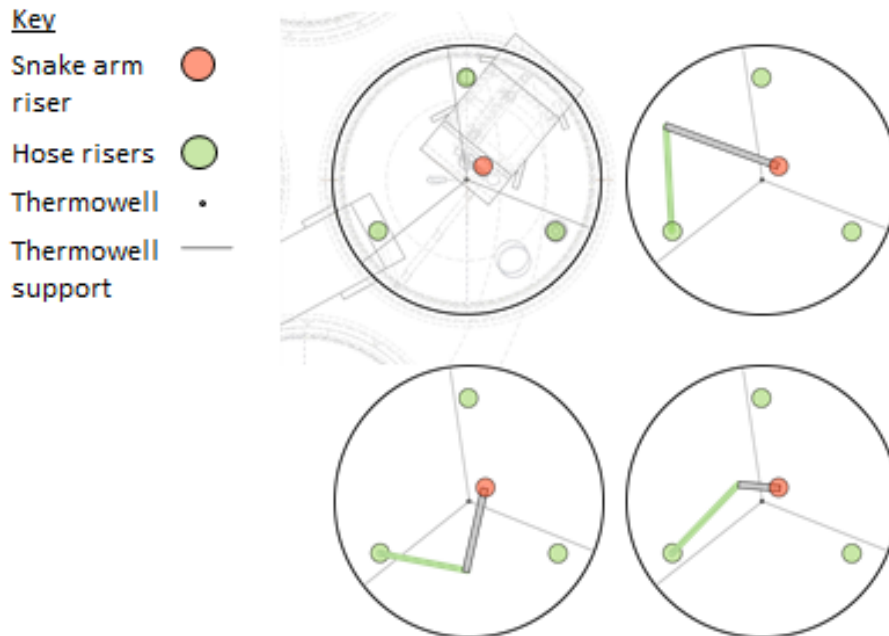 Key
Snake arm
riser
Hose risers
Thermowell
Thermowell
support